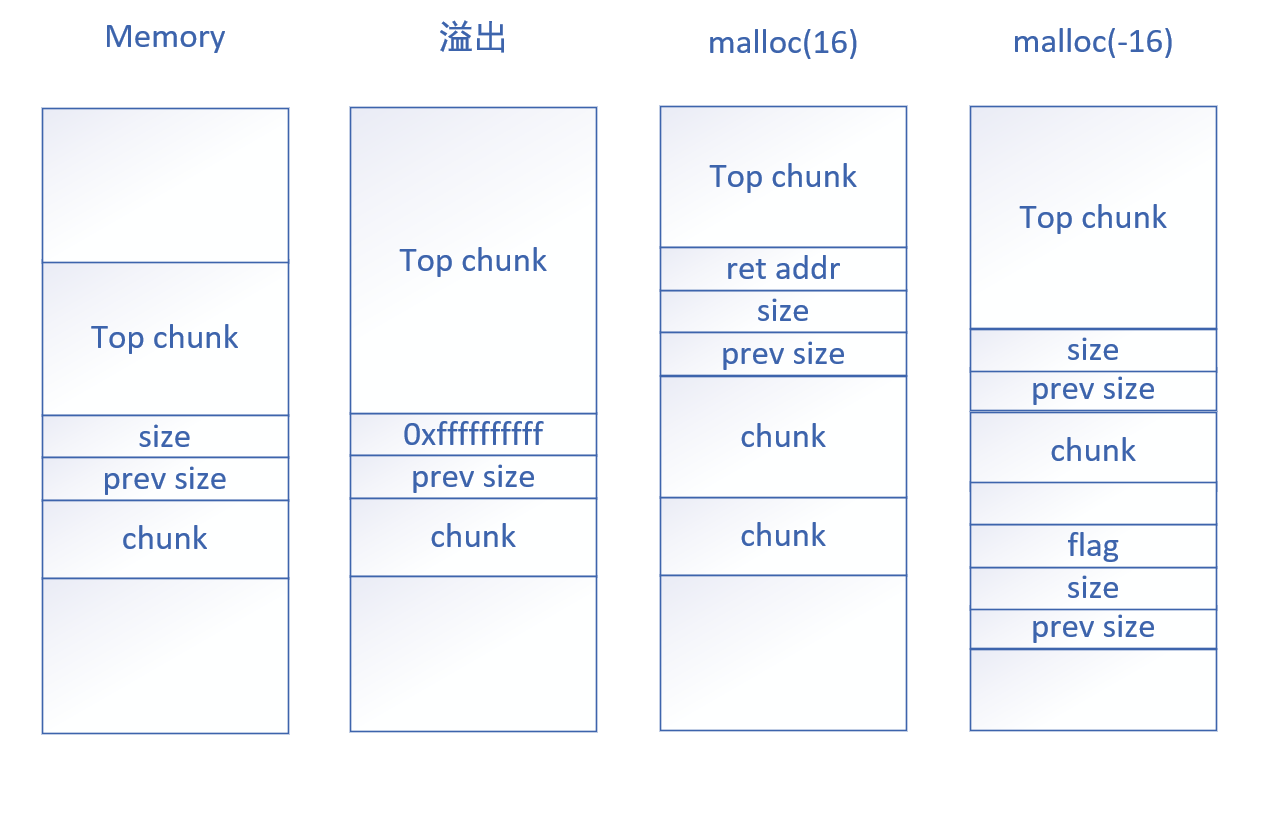 Memory
Top chunk
size
prev size
chunk
溢出
Top chunk
0xffffffffff
prev size
chunk
malloc(16)
Top chunk
ret addr
size
prev size
chunk
chunk
malloc(-16)
Top chunk
size
prev size
chunk
flag
size
prev size